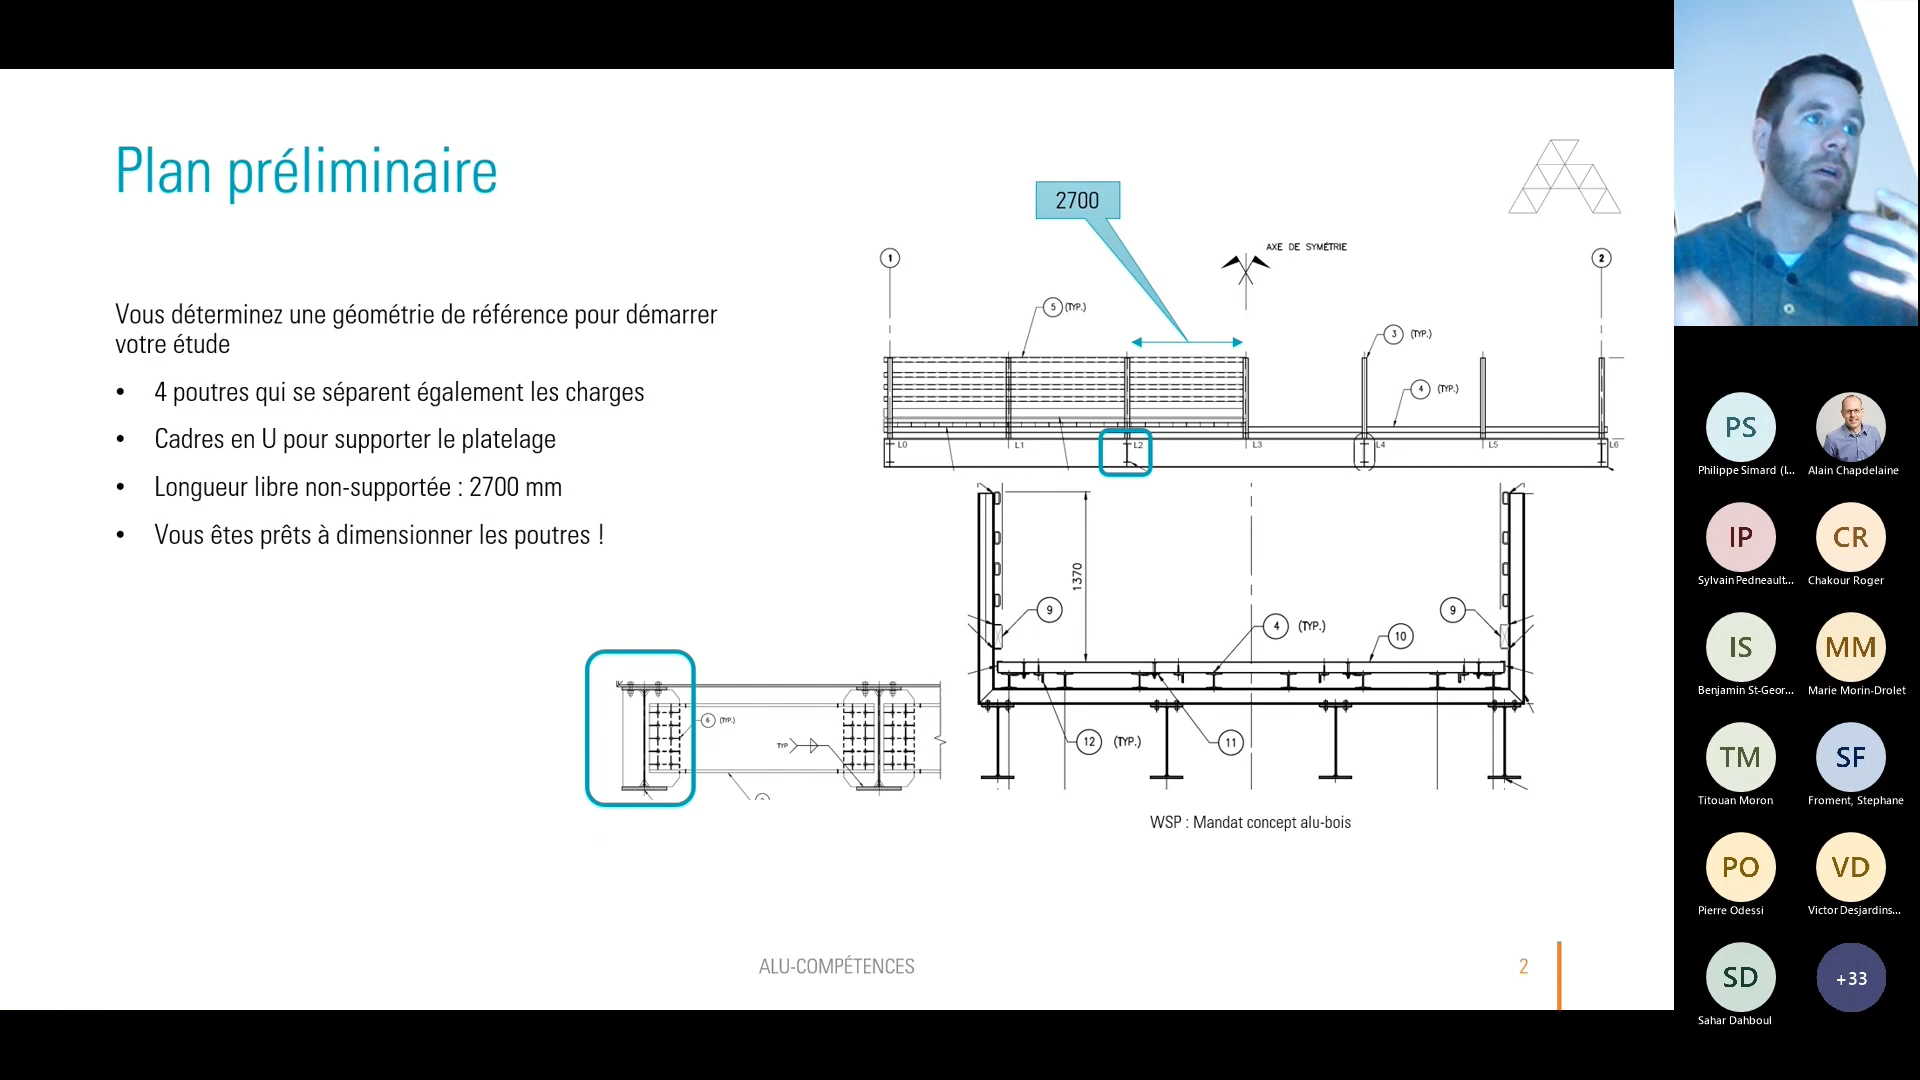 Plan préliminaire
Vous déterminez une géométrie de référence pour démarrer
votre étude
• 4 poutres qui se séparent également les charges
• Cadres en U pour supporter le platelage
• Longueur libre non-supportée : 2700 mm
• Vous êtes prêts à dimensionner les poutres !
2700
AXE DE SYMÉTRIE
1
2
5 (TYP.)
3 (TYP.)
4 (TYP.)
L0
L1
L2
L3
L4
L5
L6
1370
9
9
4 (TYP.)
10
12 (TYP.)
11
6 (TYP.)
TYP
WSP : Mandat concept alu-bois
ALU-COMPÉTENCES
2
PS
Philippe Simard (I...
Alain Chapdelaine
IP
Sylvain Pedneault...
CR
Chakour Roger
IS
Benjamin St-Geor...
MM
Marie Morin-Drolet
TM
Titouan Moron
SF
Froment, Stephane
PO
Pierre Odessi
VD
Victor Desjardins...
SD
Sahar Dahboul
+33